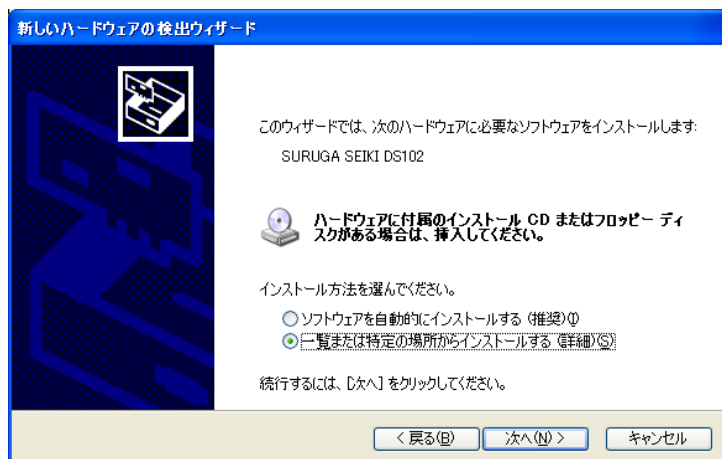 新しいハードウェアの検出ウィザード
このウィザードでは、次のハードウェアに必要なソフトウェアをインストールします:
SURUGA SEIKI DS102
ハードウェアに付属のインストール CD またはフロッピー ディ
スクがある場合は、挿入してください。
インストール方法を選んでください。
ソフトウェアを自動的にインストールする (推奨)(I)
一覧または特定の場所からインストールする (詳細)(S)
続行するには、[次へ] をクリックしてください。
< 戻る(B)
次へ(N) >
キャンセル